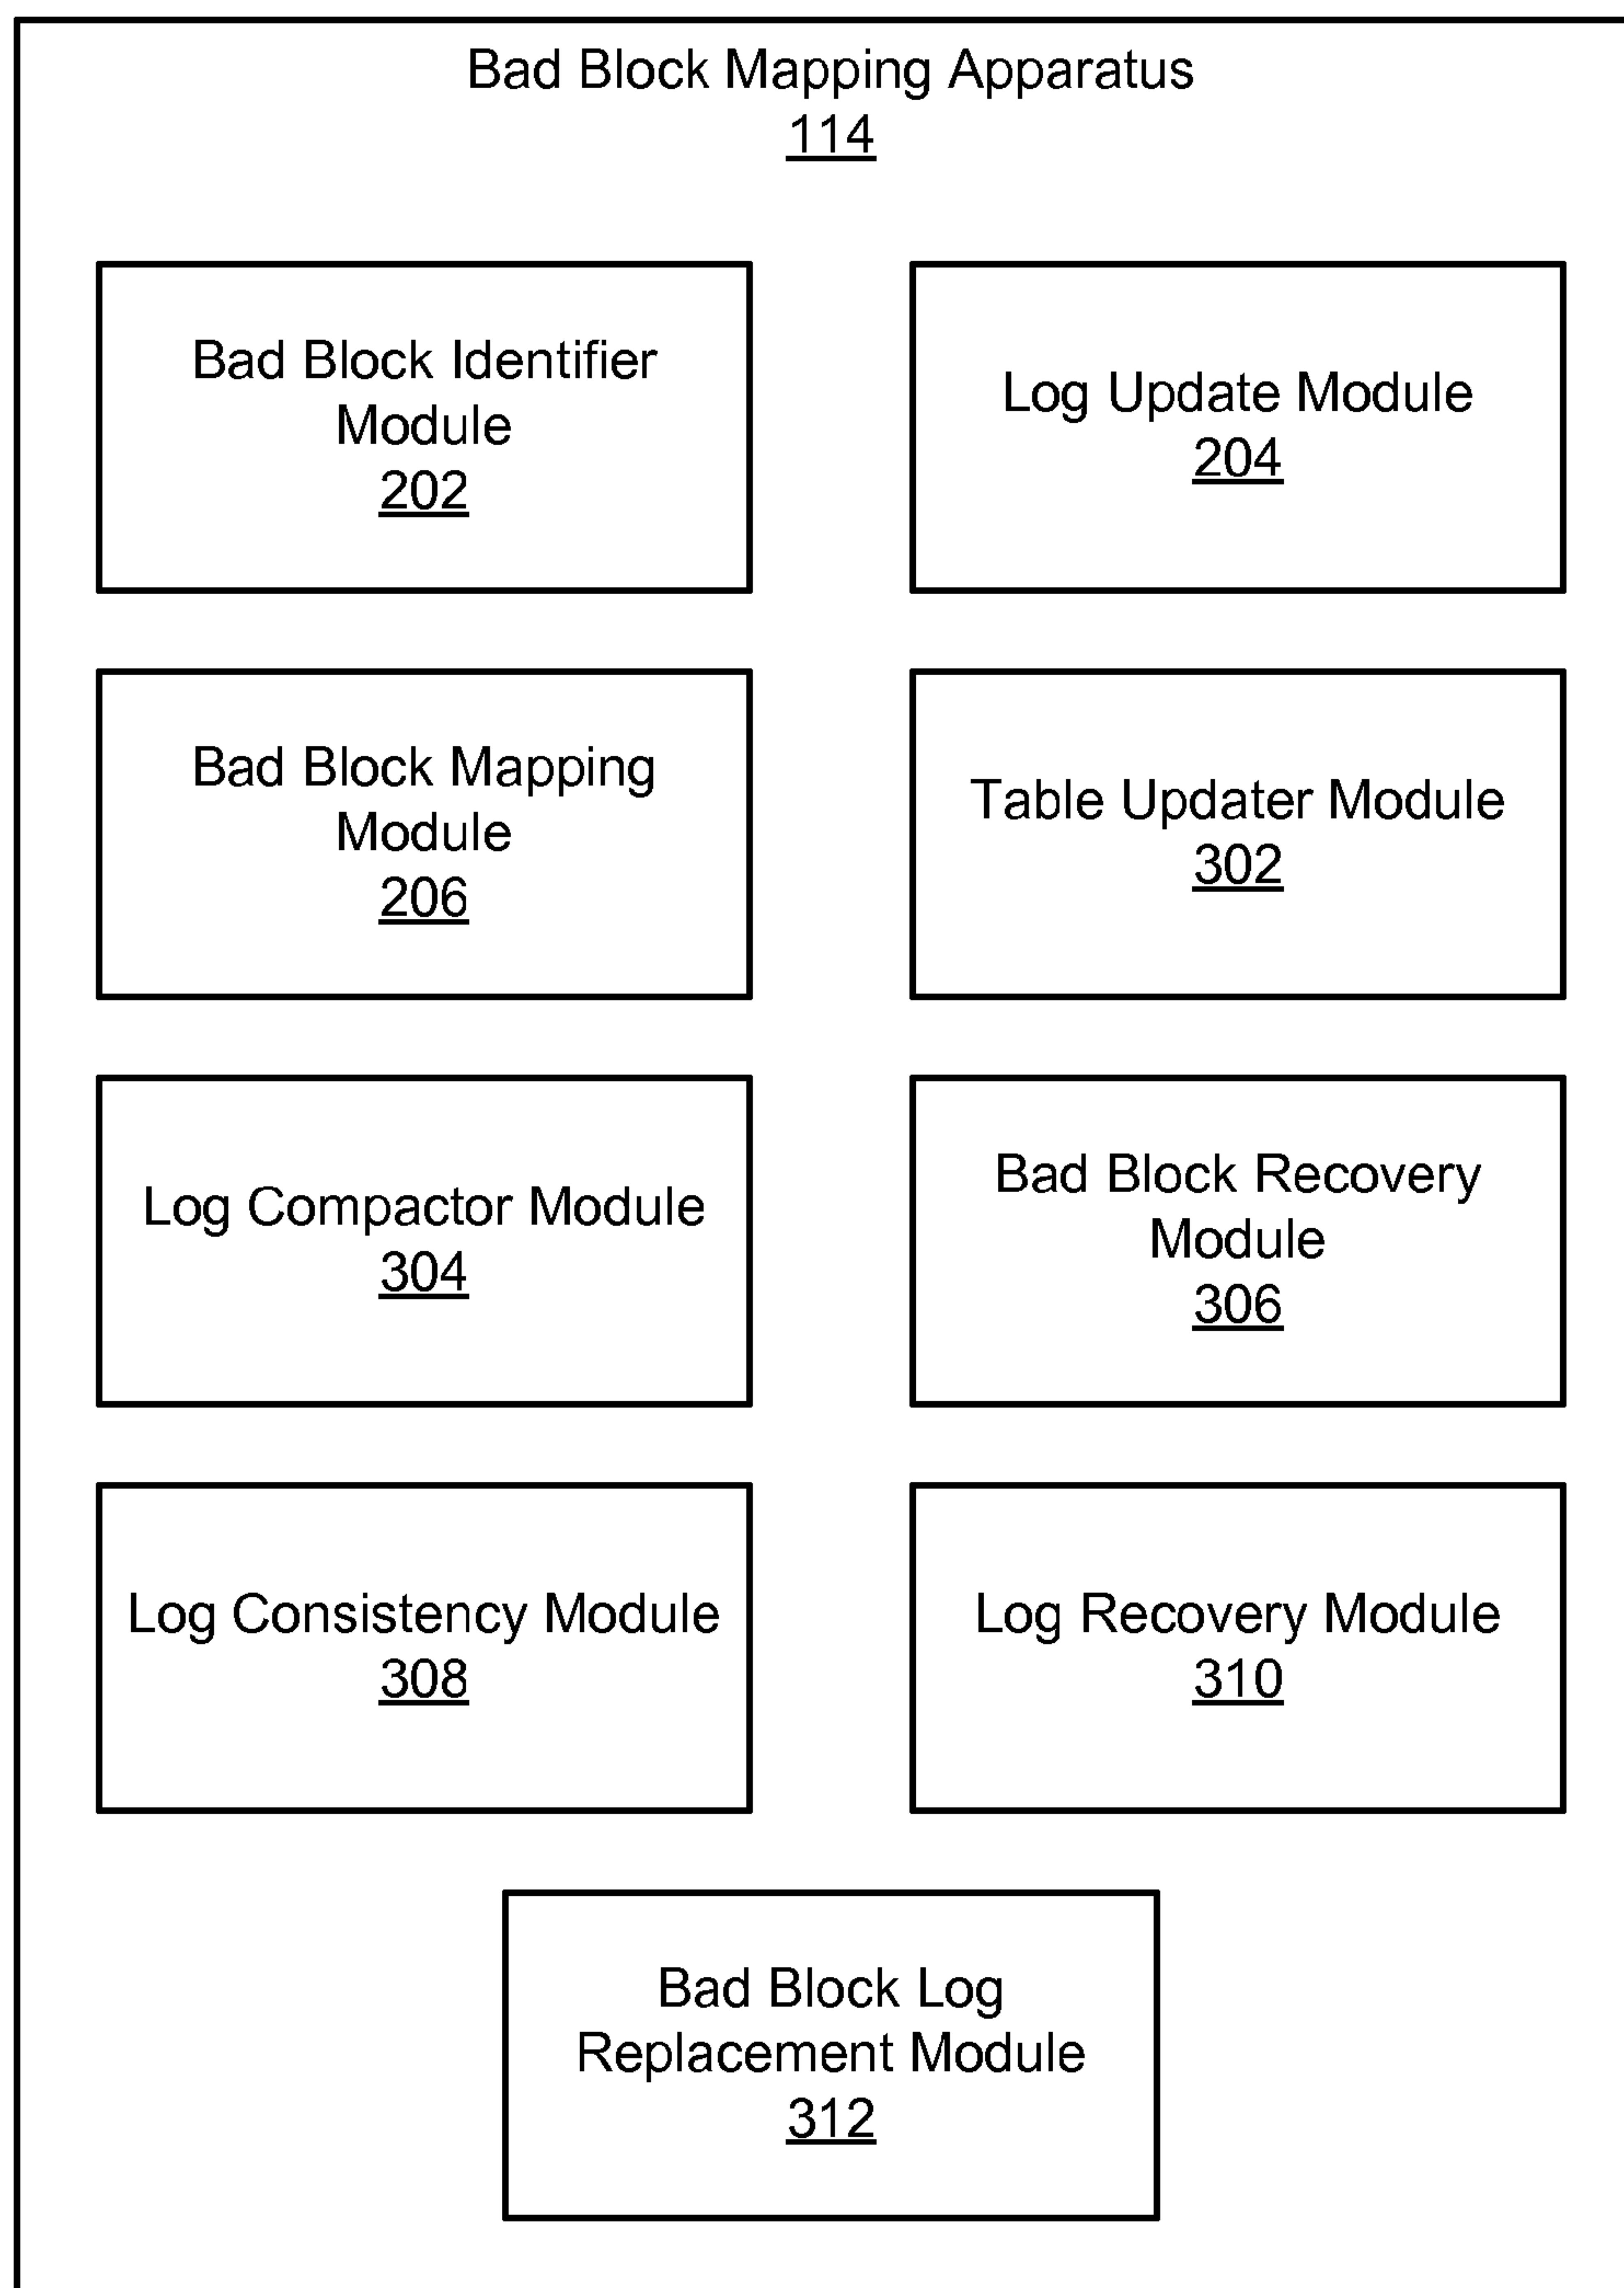 Bad Block Mapping Apparatus
114
Bad Block Identifier
Module
202
Log Update Module
204
Bad Block Mapping
Module
206
Table Updater Module
302
Log Compactor Module
304
Bad Block Recovery
Module
306
Log Consistency Module
308
Log Recovery Module
310
Bad Block Log
Replacement Module
312